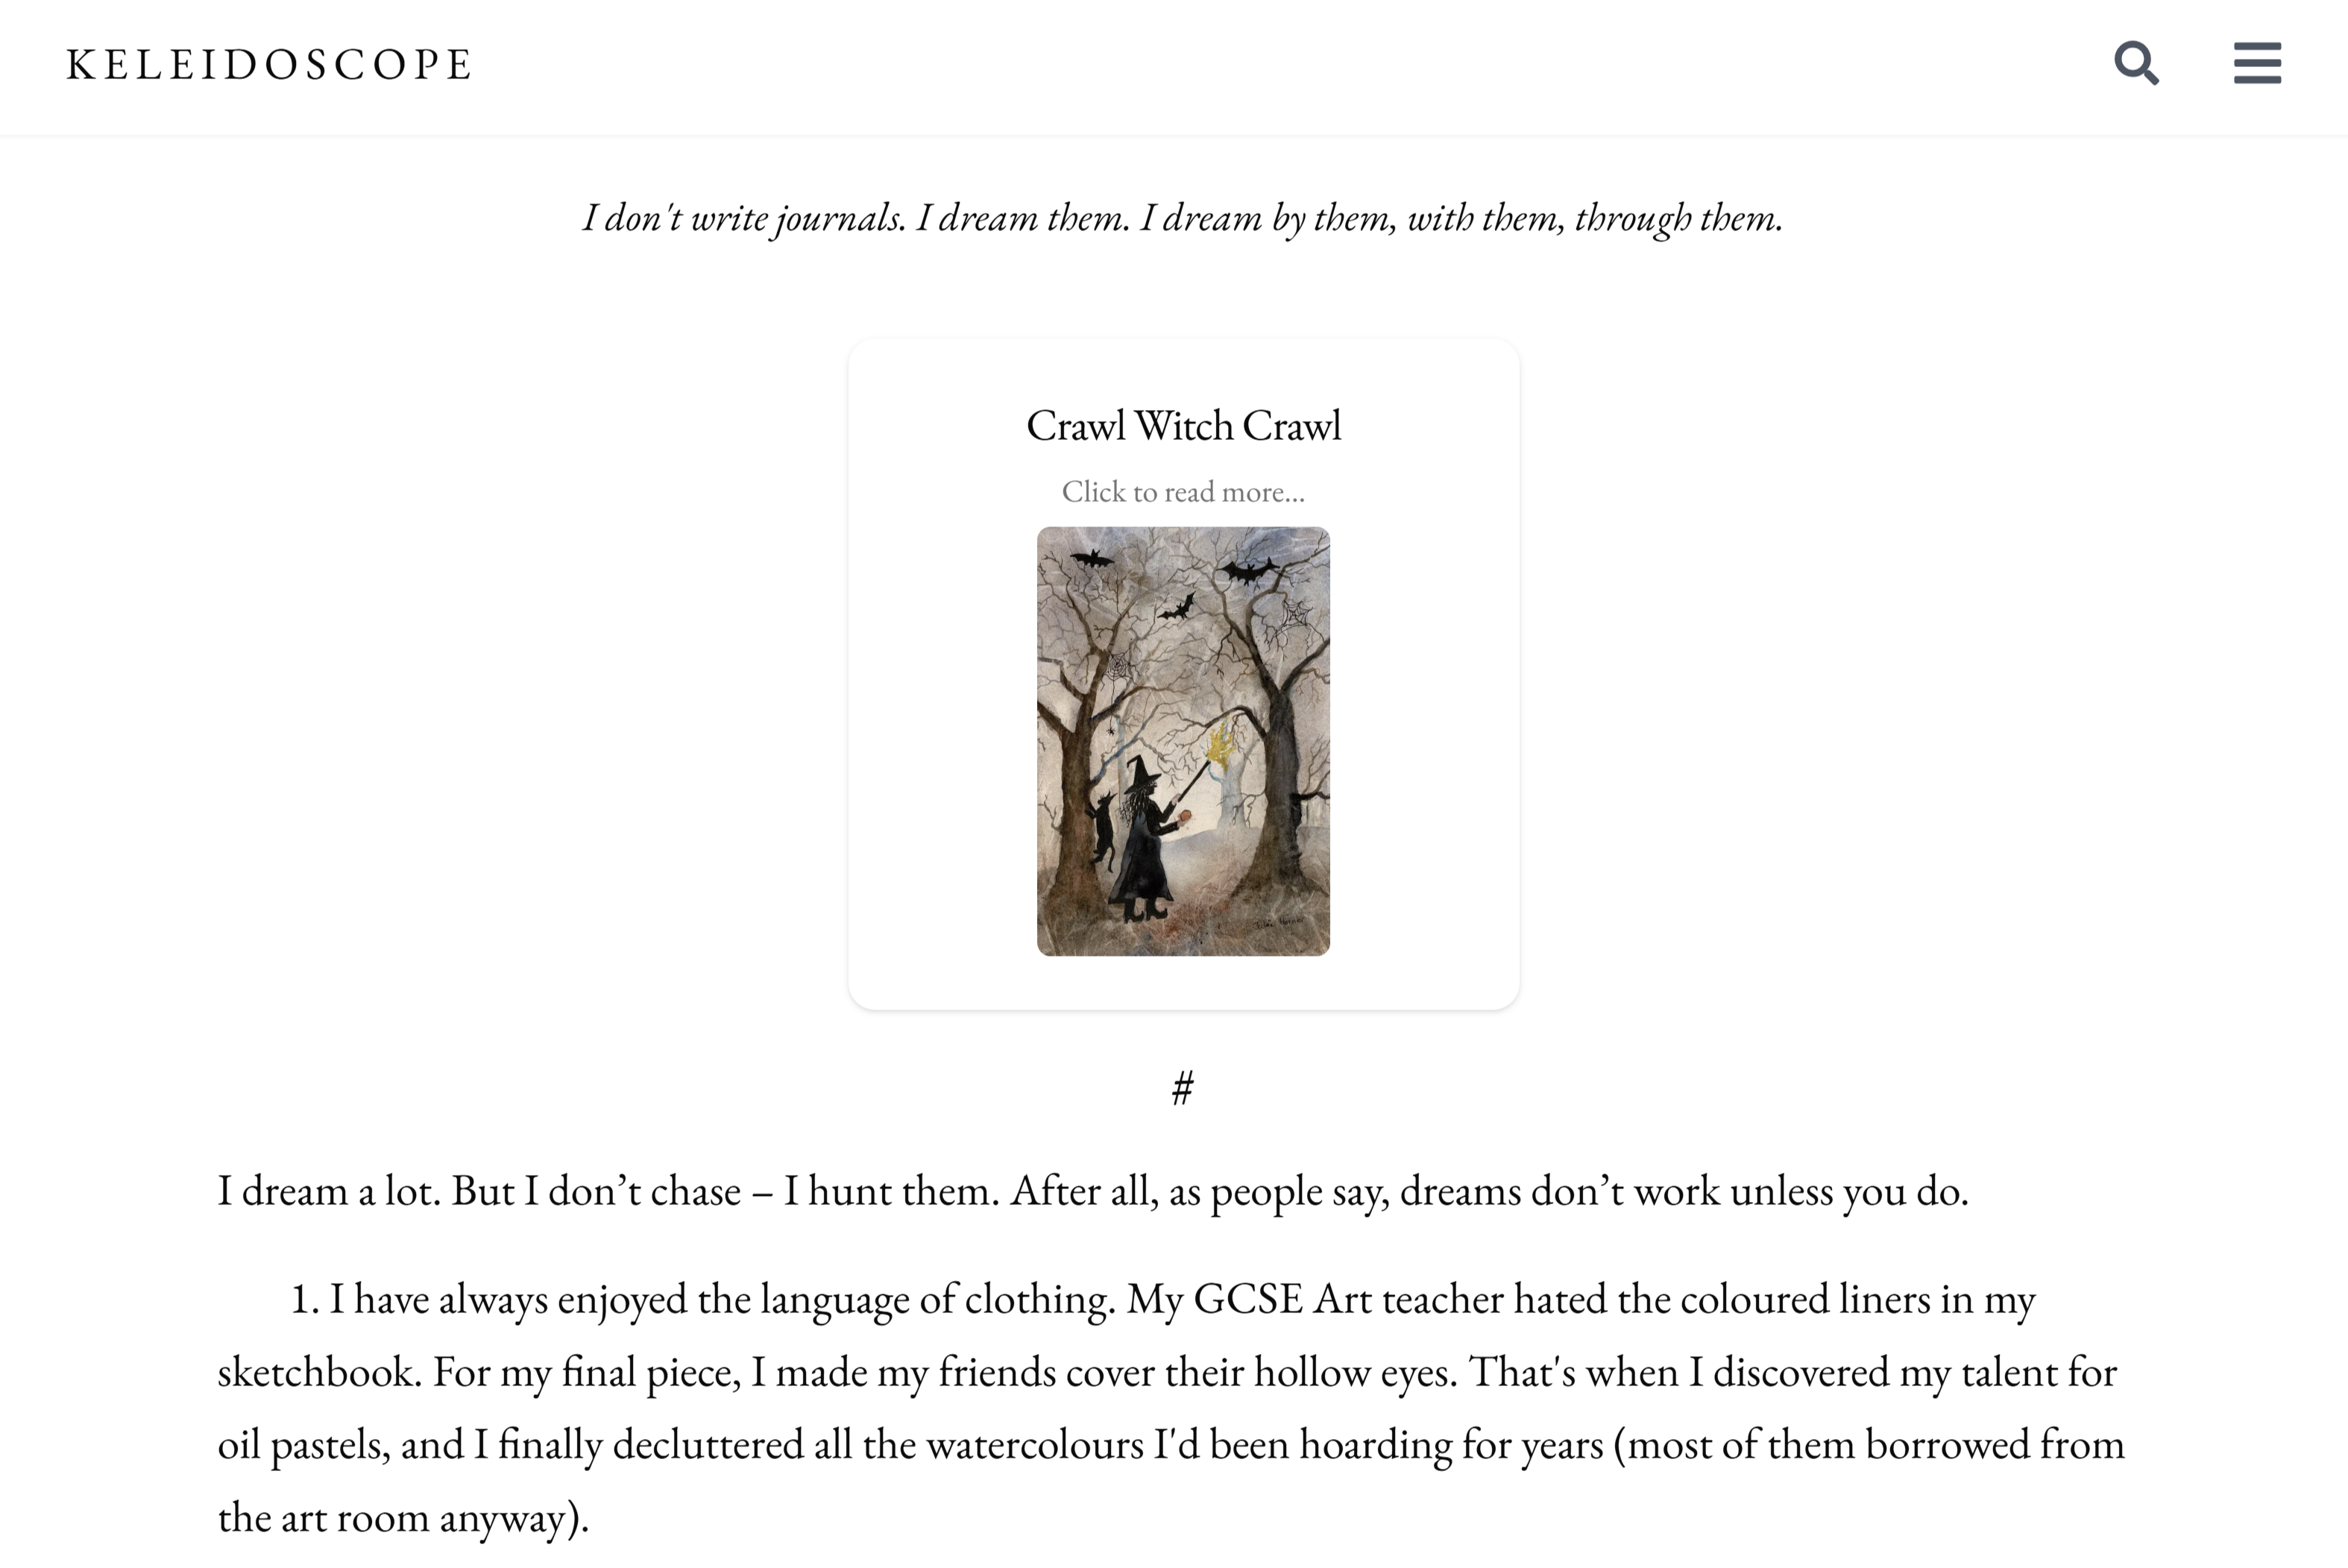 KELEIDOSCOPE
I don't write journals. I dream them. I dream by them, with them, through them.
Crawl Witch Crawl
Click to read more...
#
I dream a lot. But I don’t chase – I hunt them. After all, as people say, dreams don’t work unless you do.
1. I have always enjoyed the language of clothing. My GCSE Art teacher hated the coloured liners in my
sketchbook. For my final piece, I made my friends cover their hollow eyes. That's when I discovered my talent for
oil pastels, and I finally decluttered all the watercolours I'd been hoarding for years (most of them borrowed from
the art room anyway).